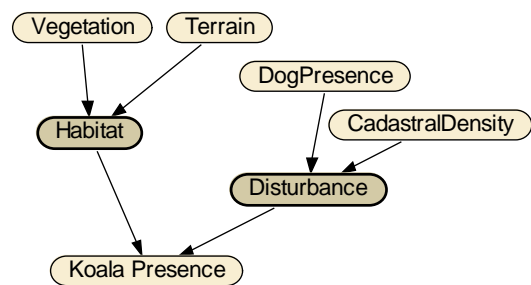 Vegetation
Terrain
DogPresence
CadastralDensity
Habitat
Disturbance
Koala Presence